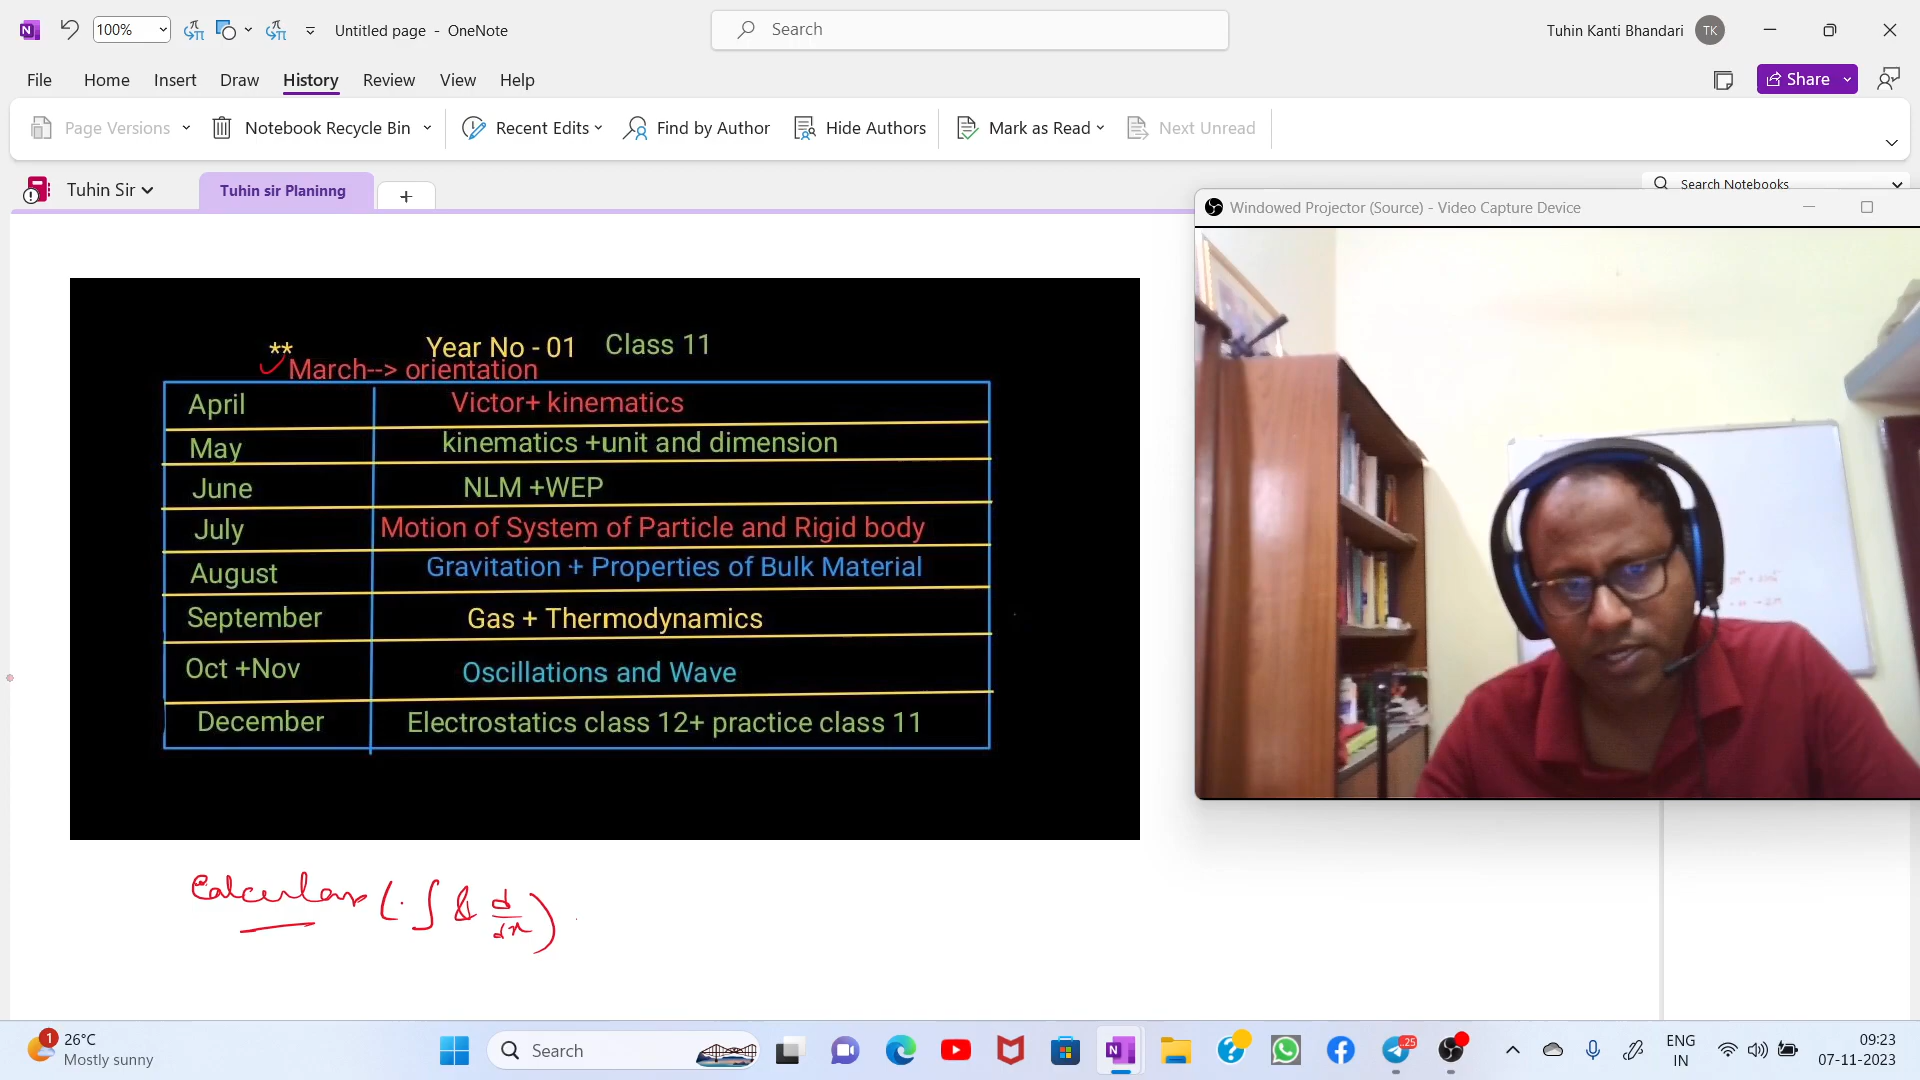 100%
Untitled page - OneNote
Search
Tuhin Kanti Bhandari
TK
File Home Insert Draw History Review View Help
Share
Page Versions
Notebook Recycle Bin
Recent Edits
Find by Author
Hide Authors
Mark as Read
Next Unread
Tuhin Sir
Tuhin sir Planinng
+
Search Notebooks
Windowed Projector (Source) - Video Capture Device
** Year No - 01 Class 11
March--> orientation
April Victor+ kinematics
May kinematics +unit and dimension
June NLM +WEP
July Motion of System of Particle and Rigid body
August Gravitation + Properties of Bulk Material
September Gas + Thermodynamics
Oct +Nov Oscillations and Wave
December Electrostatics class 12+ practice class 11
Calculas (. ∫ & d/dx)
1
26°C
Mostly sunny
Search
..25
ENG
IN
09:23
07-11-2023